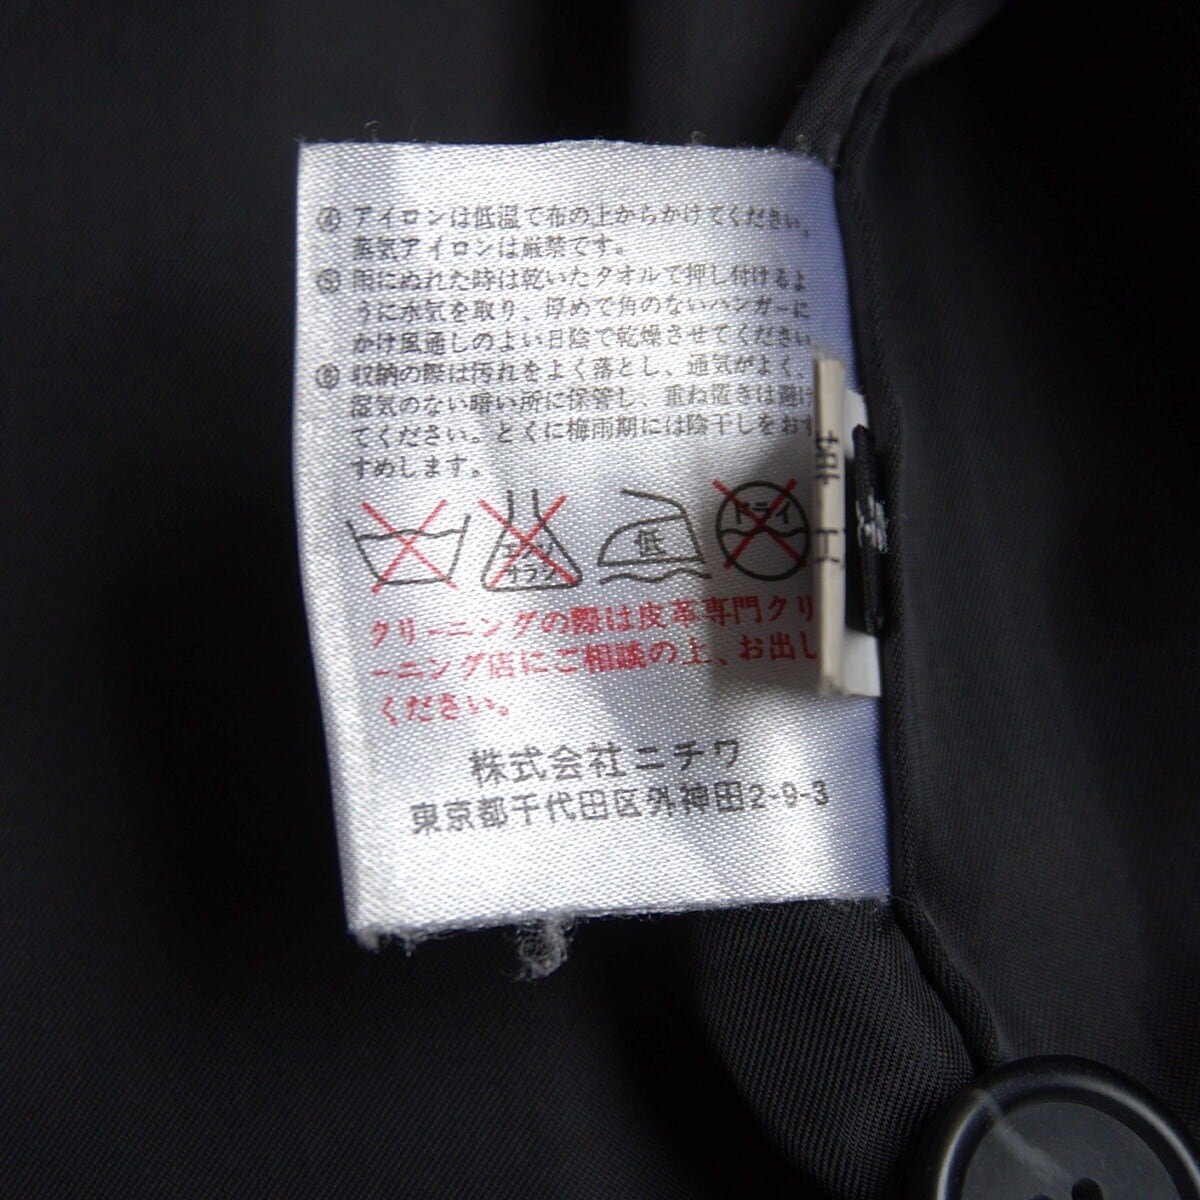 ④ アイロンは低温で布の上からかけてください。
蒸気アイロンは厳禁です。
⑤ 雨にぬれた時は乾いたタオルで押し付けるよ
うに水気を取り、厚めで角のないハンガーに
かけ風通しのよい日陰で乾燥させてください
⑥ 収納の際は汚れをよく落とし、通気がよく、
湿気のない暗い所に保管し、重ね置きは避け
てください。とくに梅雨期には陰干しをおす
すめします。
エンソ
サラシ
低
ドライ
クリーニングの際は皮革専門クリ
ーニング店にご相談の上、お出し
ください。
株式会社ニチワ
東京都千代田区外神田2-9-3